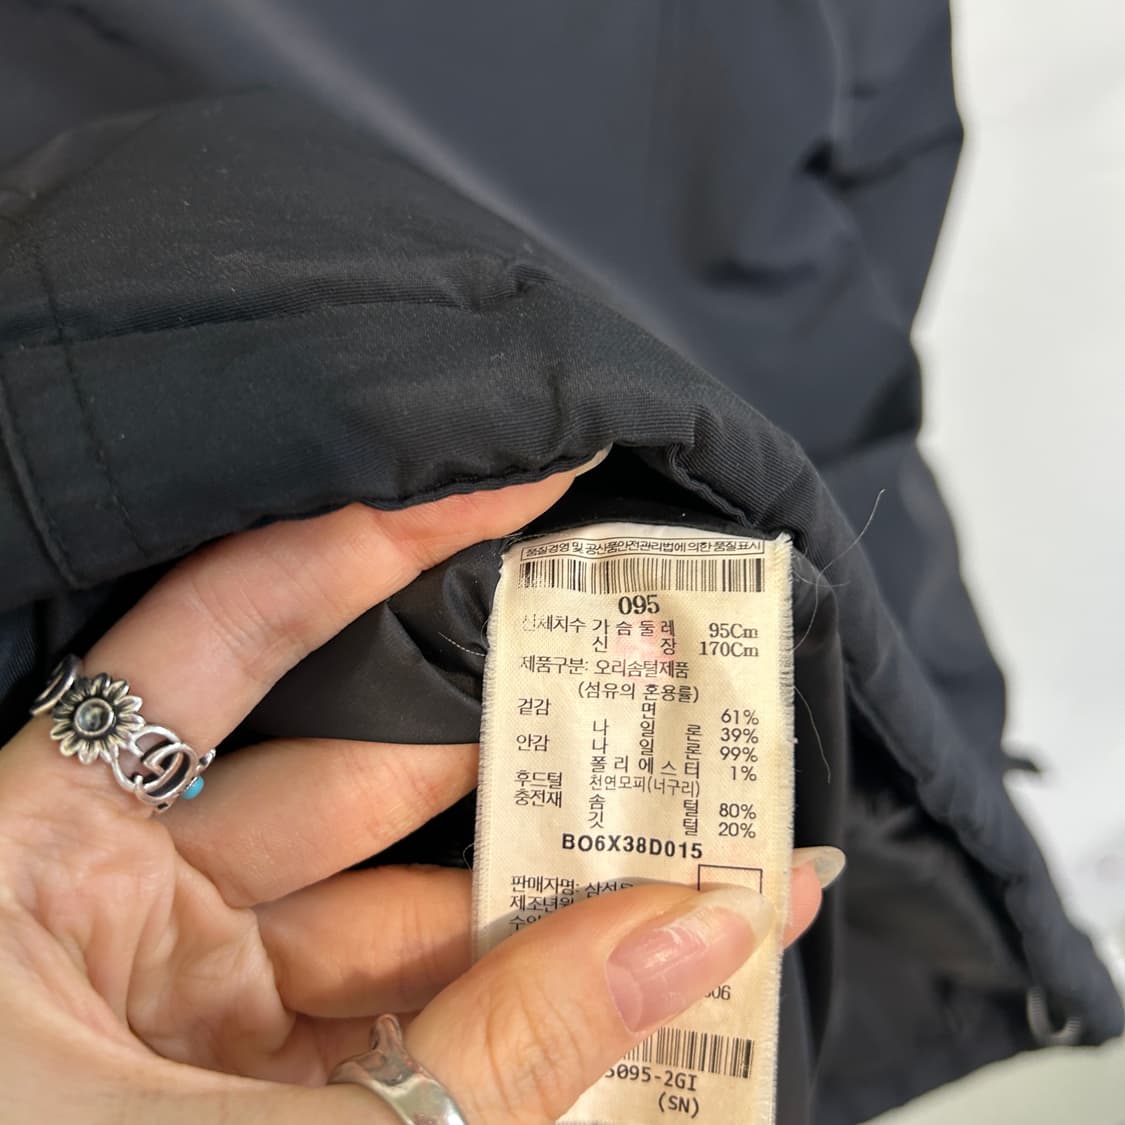 품질경영 및 공산품안전관리법에 의한 품질표시
095
신체치수 가슴둘레 95Cm
신 장 170Cm
제품구분: 오리솜털제품
(섬유의 혼용률)
겉감 면 61%
나 일 론 39%
안감 나 일 론 99%
폴리에스터 1%
후드털 천연모피(너구리)
충전재 솜 털 80%
깃 털 20%
BO6X38D015
판매자명:
제조년월
606
5095-2GI
(SN)